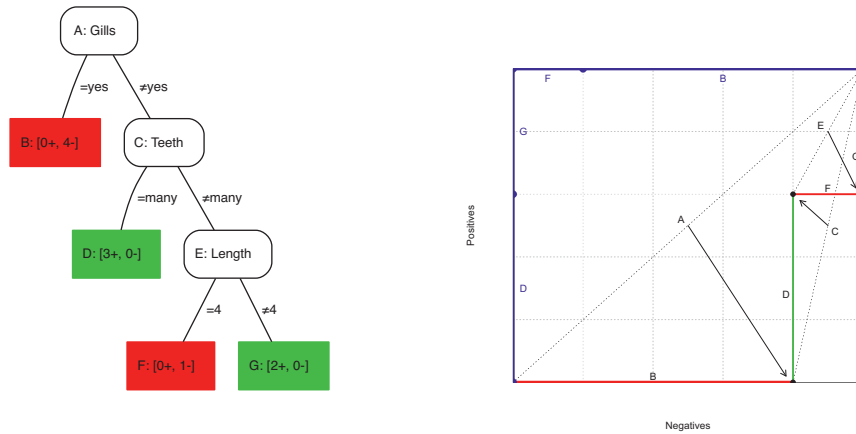 A: Gills
=yes
≠yes
B: [0+, 4-]
C: Teeth
=many
≠many
D: [3+, 0-]
E: Length
=4
≠4
F: [0+, 1-]
G: [2+, 0-]
F
B
G
E
F
A
C
Positives
D
D
B
Negatives